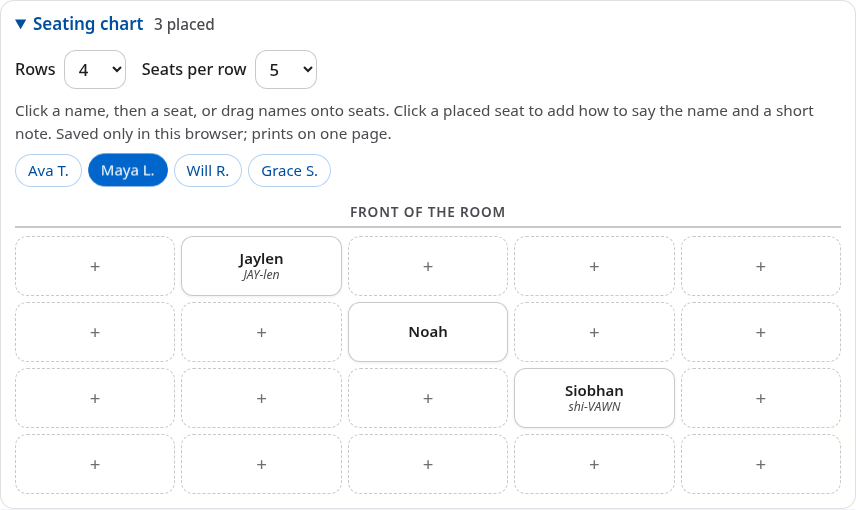 ▼ Seating chart 3 placed
Rows 4 Seats per row 5
Click a name, then a seat, or drag names onto seats. Click a placed seat to add how to say the name and a short
note. Saved only in this browser; prints on one page.
Ava T. Maya L. Will R. Grace S.
FRONT OF THE ROOM
+ Jaylen + + +
JAY-len
+ + Noah + +
+ + + Siobhan +
shi-VAWN
+ + + + +